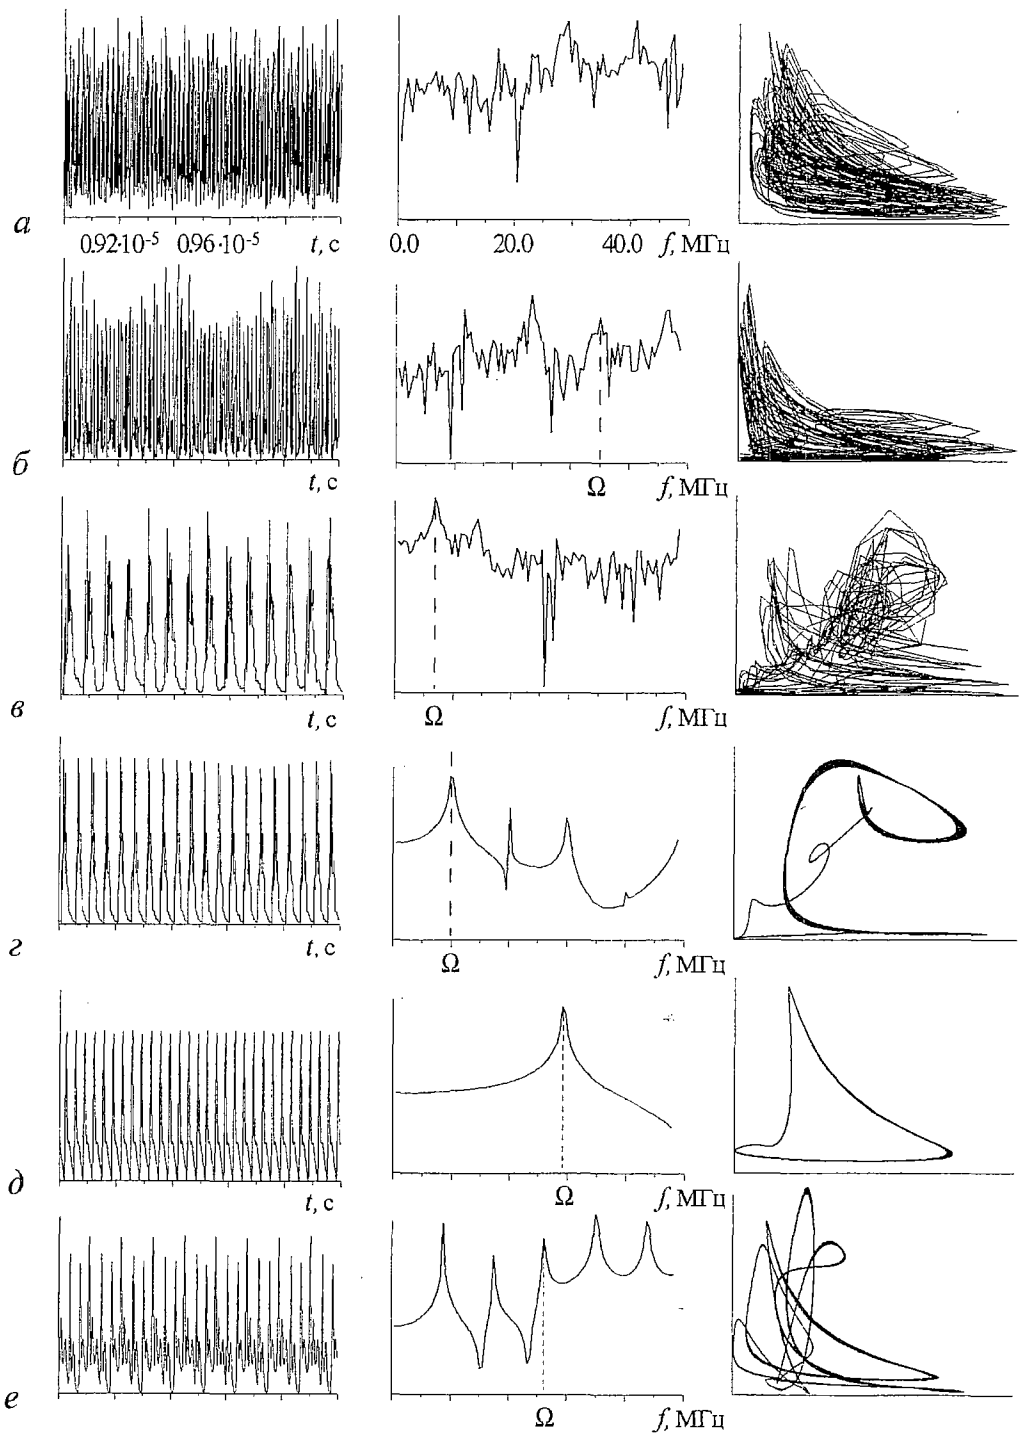 а
0.92·10⁻⁵ 0.96·10⁻⁵ t, с
0.0 20.0 40.0 f, МГц
б
t, с
Ω f, МГц
в
t, с
Ω f, МГц
г
t, с
Ω f, МГц
д
t, с
Ω f, МГц
е
Ω f, МГц